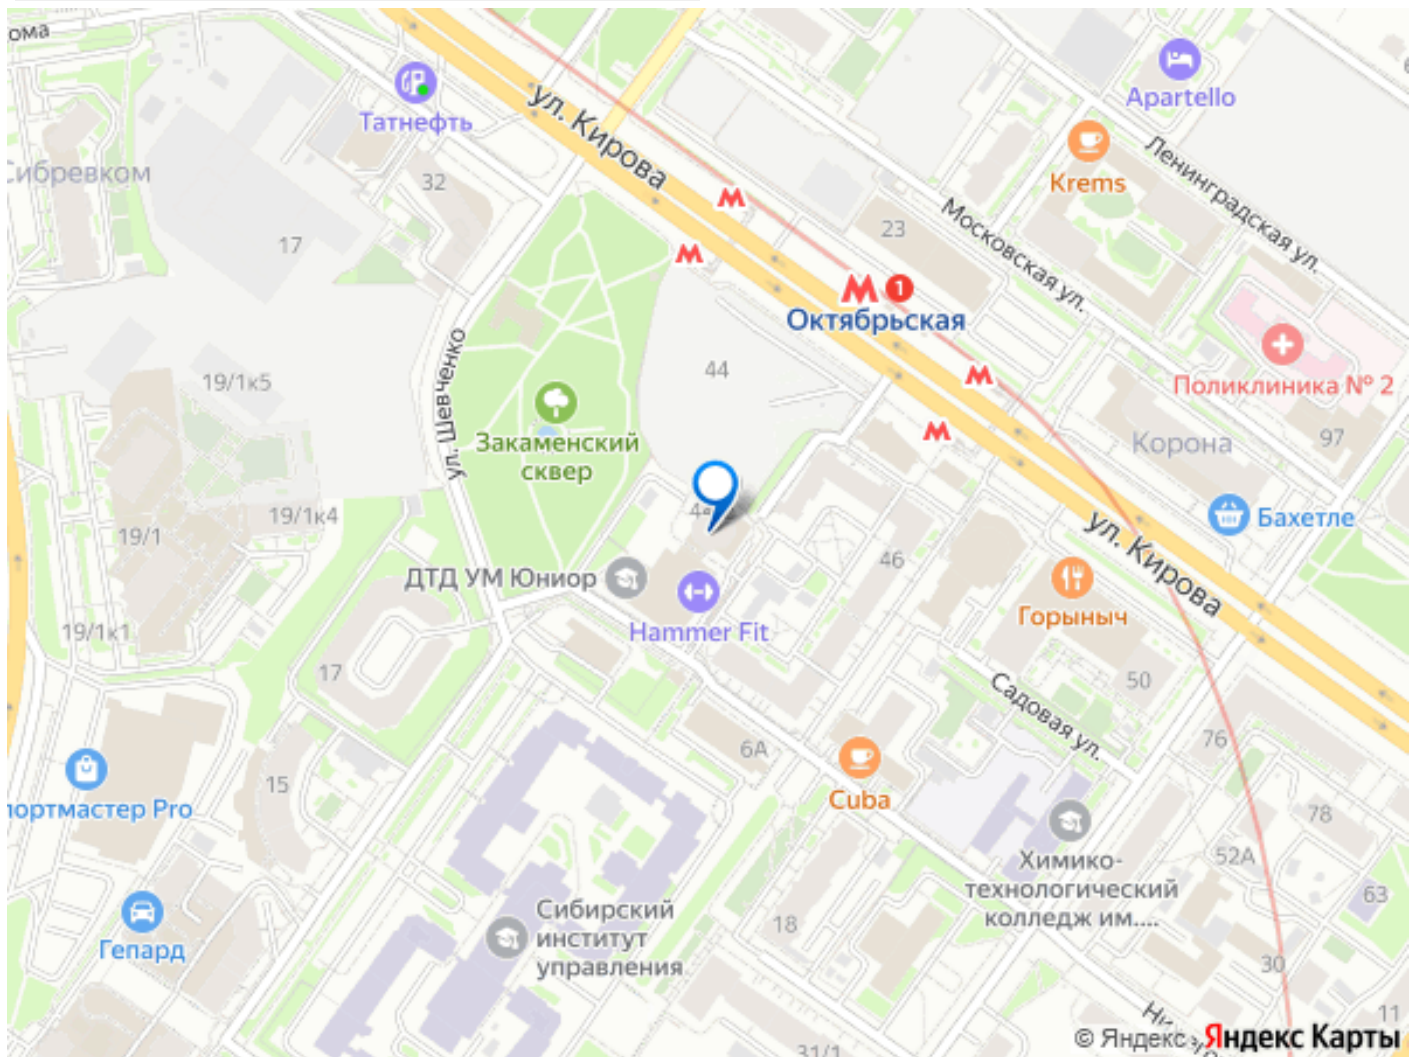 ома
Татнефть
ул. Кирова
Apartello
Krems
Ленинградская ул.
Сибревком
32
17
23
Московская ул.
М
М
М
1
Октябрьская
Поликлиника № 2
ул. Шевченко
19/1к5
44
М
М
Закаменский
сквер
Корона
97
19/1к4
19/1
Бахетле
ул. Кирова
46
ДТД УМ Юниор
Hammer Fit
Горыныч
19/1к1
17
50
Садовая ул.
76
6А
15
Cuba
портмастер Pro
78
Химико-
технологический
колледж им....
52А
63
Гепард
Сибирский
институт
управления
18
30
11
31/1
© Яндекс Яндекс Карты